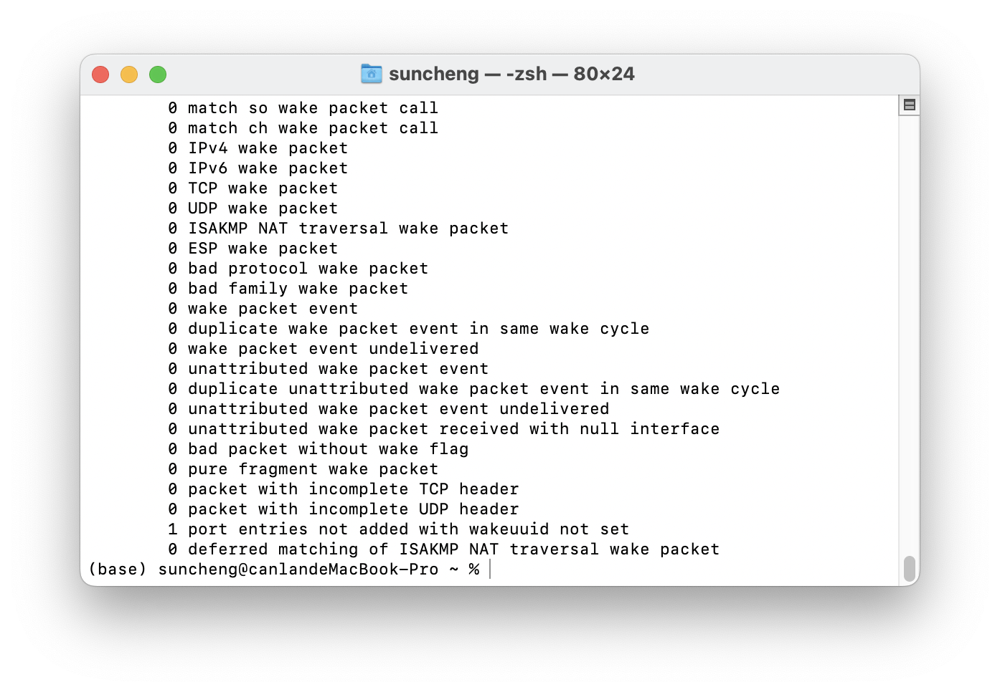 suncheng — -zsh — 80×24
0 match so wake packet call
0 match ch wake packet call
0 IPv4 wake packet
0 IPv6 wake packet
0 TCP wake packet
0 UDP wake packet
0 ISAKMP NAT traversal wake packet
0 ESP wake packet
0 bad protocol wake packet
0 bad family wake packet
0 wake packet event
0 duplicate wake packet event in same wake cycle
0 wake packet event undelivered
0 unattributed wake packet event
0 duplicate unattributed wake packet event in same wake cycle
0 unattributed wake packet event undelivered
0 unattributed wake packet received with null interface
0 bad packet without wake flag
0 pure fragment wake packet
0 packet with incomplete TCP header
0 packet with incomplete UDP header
1 port entries not added with wakeuuid not set
0 deferred matching of ISAKMP NAT traversal wake packet
(base) suncheng@canlandeMacBook-Pro ~ %